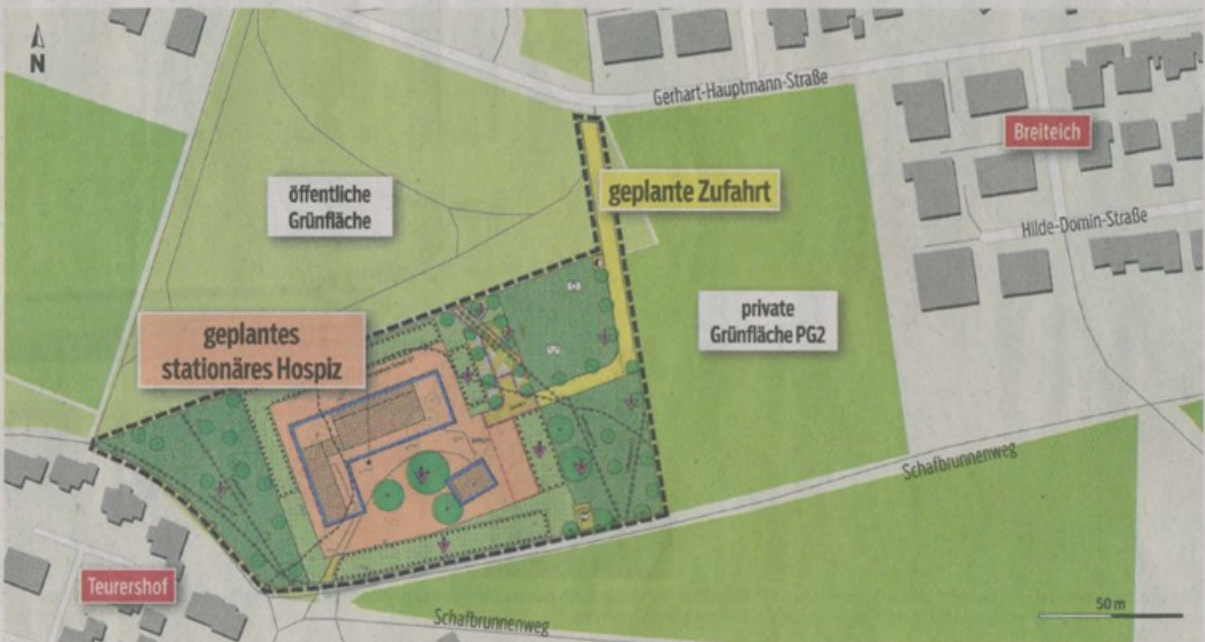 N
Gerhart-Hauptmann-Straße
Breiteich
öffentliche
Grünfläche
geplante Zufahrt
Hilde-Domin-Straße
private
Grünfläche PG2
geplantes
stationäres Hospiz
Schafbrunnenweg
Teurershof
Schafbrunnenweg
50 m